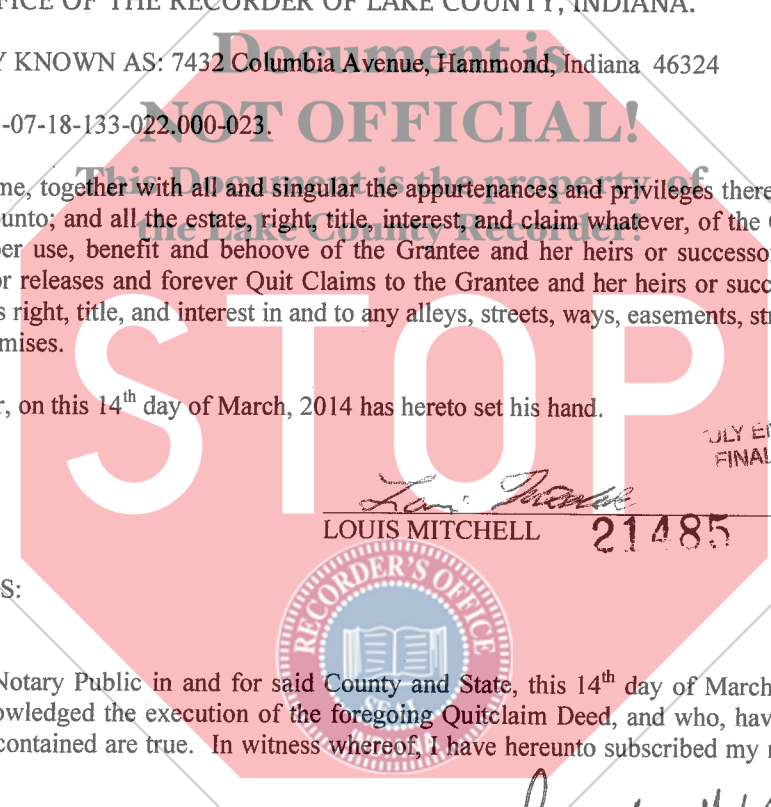 FICE OF THE RECORDER OF LAKE COUNTY, INDIANA.
Document is
Y KNOWN AS: 7432 Columbia Avenue, Hammond, Indiana 46324
NOT OFFICIAL!
-07-18-133-022.000-023.
This Document is the property of
me, together with all and singular the appurtenances and privileges there
the Lake County Recorder!
unto; and all the estate, right, title, interest, and claim whatever, of the
per use, benefit and behoove of the Grantee and her heirs or successo
or releases and forever Quit Claims to the Grantee and her heirs or succ
s right, title, and interest in and to any alleys, streets, ways, easements, str
mises.
STOP
r, on this 14th day of March, 2014 has hereto set his hand.
FINAL
LOUIS MITCHELL 21485
RECORDER'S OFFICE
S:
SEAL
Notary Public in and for said County and State, this 14th day of March
owledged the execution of the foregoing Quitclaim Deed, and who, hav
INDIANA
contained are true. In witness whereof, I have hereunto subscribed my